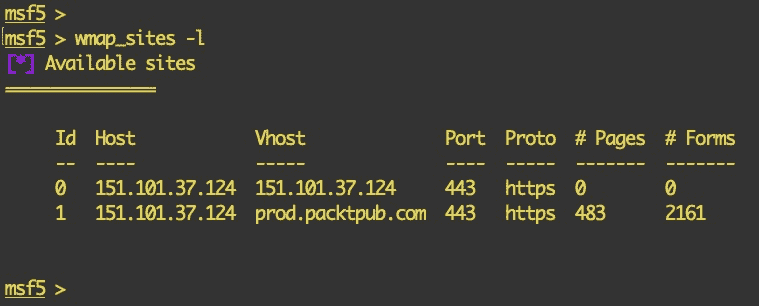 msf5 >
msf5 > wmap_sites -l
[*] Available sites
===============
Id Host Vhost Port Proto # Pages # Forms
-- ---- ----- ---- ----- ------- -------
0 151.101.37.124 151.101.37.124 443 https 0 0
1 151.101.37.124 prod.packtpub.com 443 https 483 2161
msf5 >